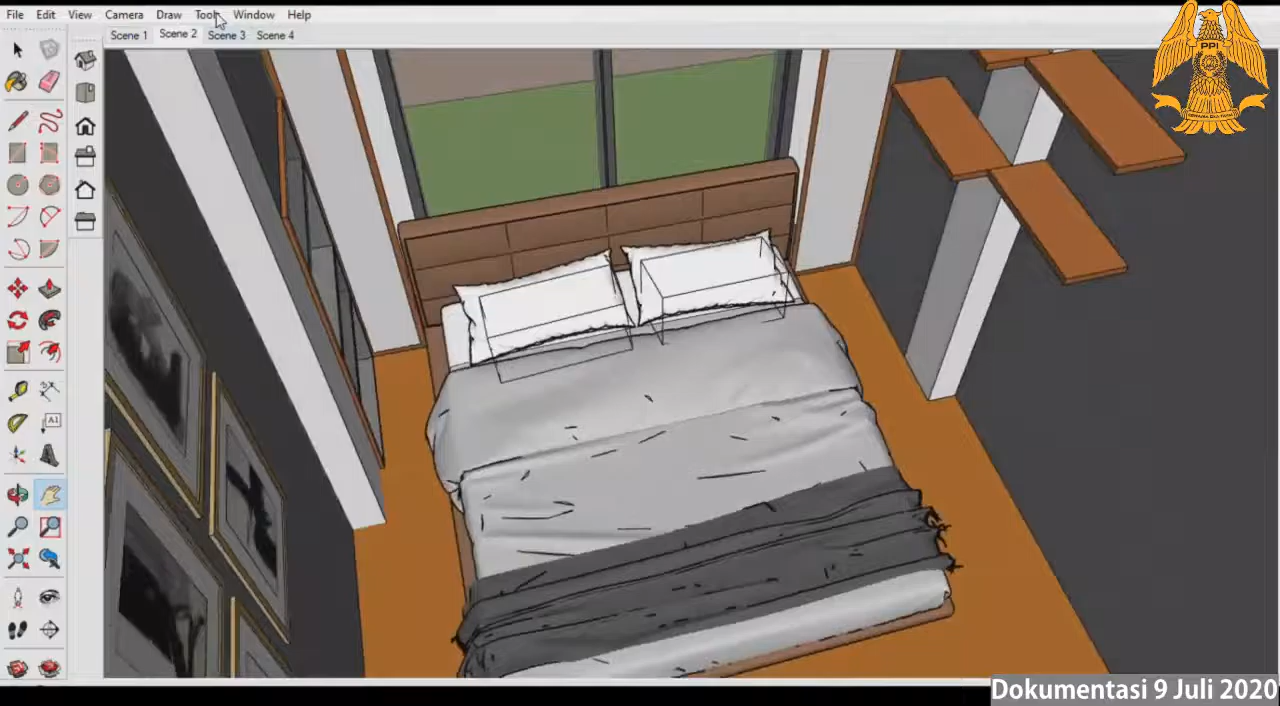 File Edit View Camera Draw Tools Window Help
Scene 1 Scene 2 Scene 3 Scene 4
PPI
A1
Dokumentasi 9 Juli 2020